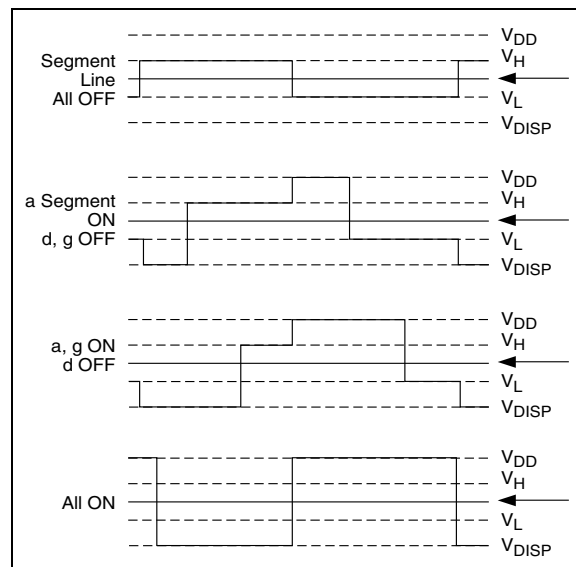 V_DD
Segment V_H
Line
All OFF V_L
V_DISP
V_DD
a Segment V_H
ON
d, g OFF V_L
V_DISP
V_DD
a, g ON V_H
d OFF
V_L
V_DISP
V_DD
V_H
All ON
V_L
V_DISP